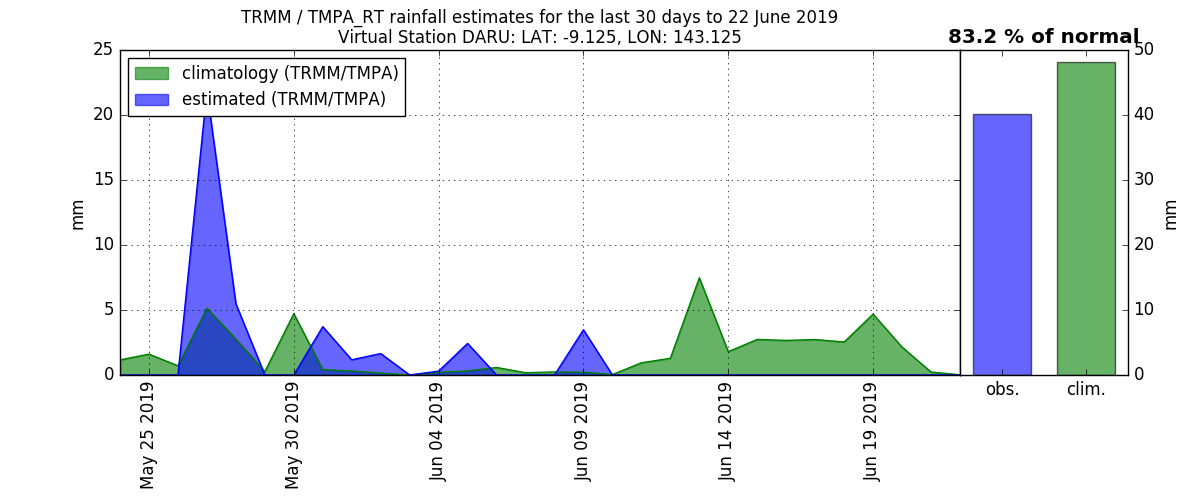 TRMM / TMPA_RT rainfall estimates for the last 30 days to 22 June 2019
Virtual Station DARU: LAT: -9.125, LON: 143.125
83.2 % of normal
climatology (TRMM/TMPA)
estimated (TRMM/TMPA)
25
20
15
10
5
0
mm
May 25 2019
May 30 2019
Jun 04 2019
Jun 09 2019
Jun 14 2019
Jun 19 2019
50
40
30
20
10
0
mm
obs.
clim.